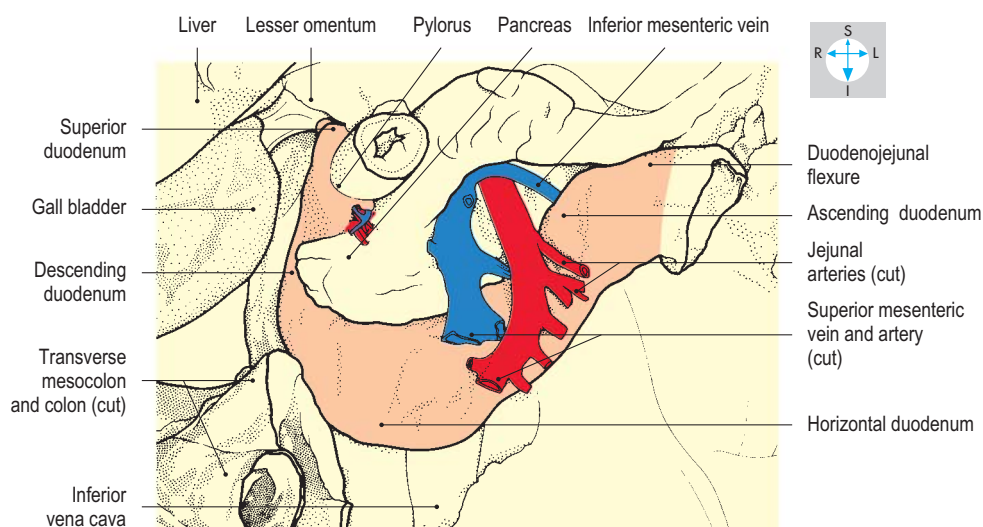 Liver
Lesser omentum
Pylorus
Pancreas
Inferior mesenteric vein
S
R
L
I
Superior
duodenum
Gall bladder
Descending
duodenum
Transverse
mesocolon
and colon (cut)
Inferior
vena cava
Duodenojejunal
flexure
Ascending duodenum
Jejunal
arteries (cut)
Superior mesenteric
vein and artery
(cut)
Horizontal duodenum